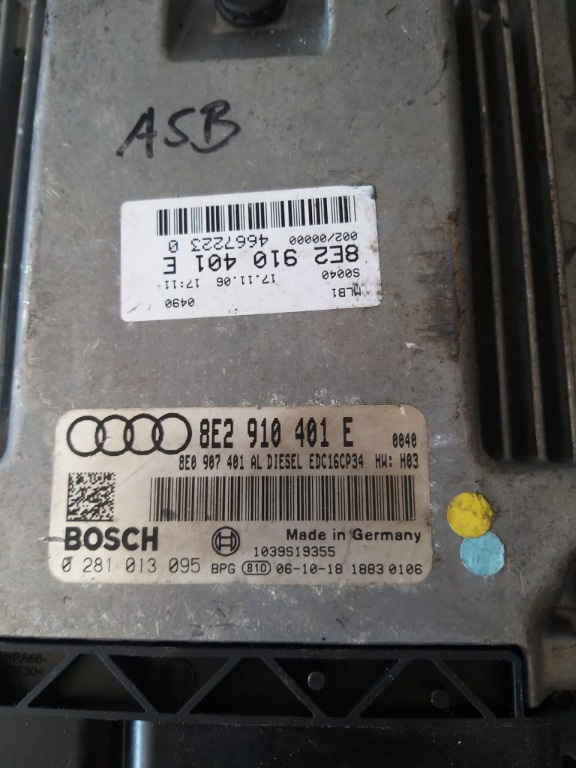 ASB
MLB1 0490
S0040 17.11.06 17:11
8E2 910 401 E
002/00000 4667223 0
8E2 910 401 E 0040
8E0 907 401 AL DIESEL EDC16CP34 HW: H03
BOSCH Made in Germany
1039S19355
0 281 013 095 BPG 810 06-10-18 1883 0106
>PA66-